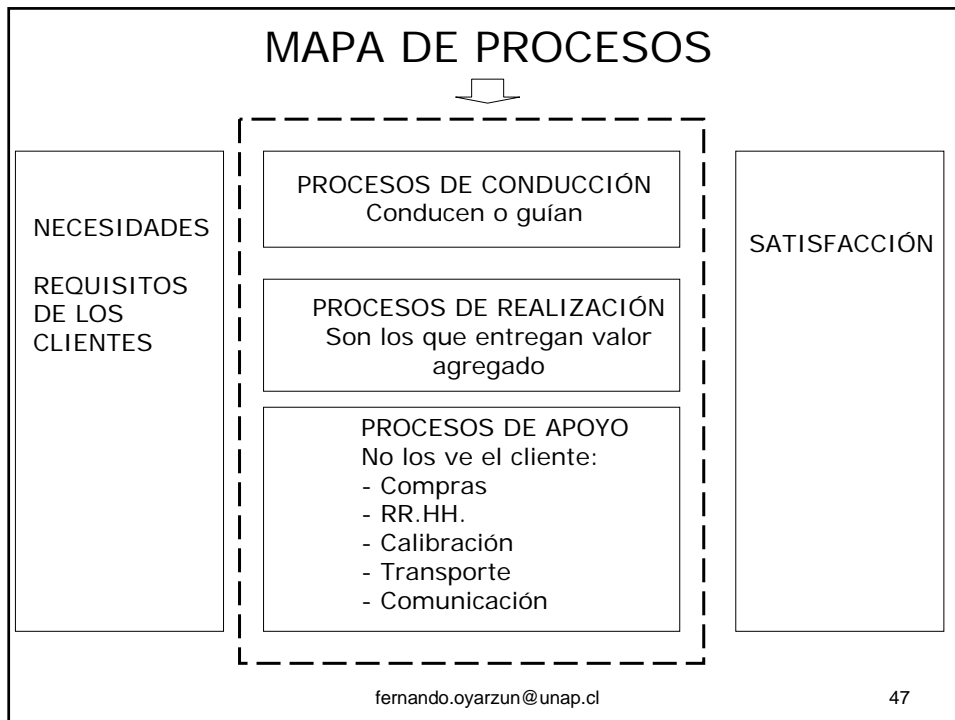 MAPA DE PROCESOS
NECESIDADES
REQUISITOS
DE LOS
CLIENTES
PROCESOS DE CONDUCCIÓN
Conducen o guían
PROCESOS DE REALIZACIÓN
Son los que entregan valor
agregado
PROCESOS DE APOYO
No los ve el cliente:
- Compras
- RR.HH.
- Calibración
- Transporte
- Comunicación
SATISFACCIÓN
fernando.oyarzun@unap.cl
47